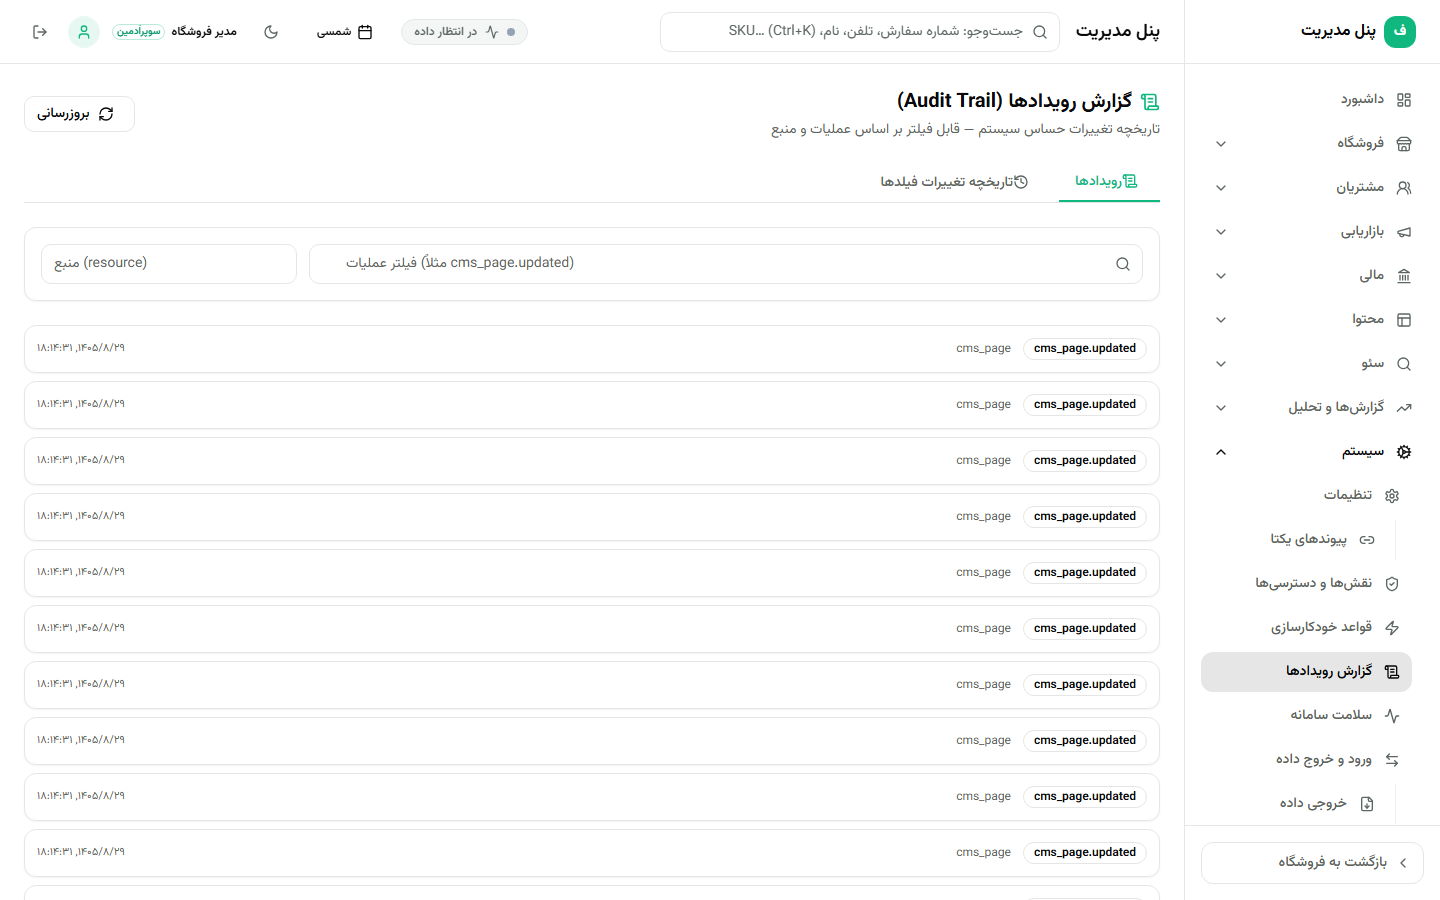 ف
پنل مدیریت
داشبورد
فروشگاه
مشتریان
بازاریابی
مالی
محتوا
سئو
گزارش‌ها و تحلیل
سیستم
تنظیمات
پیوندهای یکتا
نقش‌ها و دسترسی‌ها
قواعد خودکارسازی
گزارش رویدادها
سلامت سامانه
ورود و خروج داده
خروجی داده
بازگشت به فروشگاه
پنل مدیریت
جست‌وجو: شماره سفارش، تلفن، نام، SKU... (Ctrl+K)
در انتظار داده
شمسی
مدیر فروشگاه
سوپرادمین
گزارش رویدادها (Audit Trail)
تاریخچه تغییرات حساس سیستم — قابل فیلتر بر اساس عملیات و منبع
بروزرسانی
رویدادها
تاریخچه تغییرات فیلدها
فیلتر عملیات (مثلاً cms_page.updated)
منبع (resource)
cms_page.updated cms_page ۱۴۰۵/۸/۲۹, ۱۸:۱۴:۳۱
cms_page.updated cms_page ۱۴۰۵/۸/۲۹, ۱۸:۱۴:۳۱
cms_page.updated cms_page ۱۴۰۵/۸/۲۹, ۱۸:۱۴:۳۱
cms_page.updated cms_page ۱۴۰۵/۸/۲۹, ۱۸:۱۴:۳۱
cms_page.updated cms_page ۱۴۰۵/۸/۲۹, ۱۸:۱۴:۳۱
cms_page.updated cms_page ۱۴۰۵/۸/۲۹, ۱۸:۱۴:۳۱
cms_page.updated cms_page ۱۴۰۵/۸/۲۹, ۱۸:۱۴:۳۱
cms_page.updated cms_page ۱۴۰۵/۸/۲۹, ۱۸:۱۴:۳۱
cms_page.updated cms_page ۱۴۰۵/۸/۲۹, ۱۸:۱۴:۳۱
cms_page.updated cms_page ۱۴۰۵/۸/۲۹, ۱۸:۱۴:۳۱